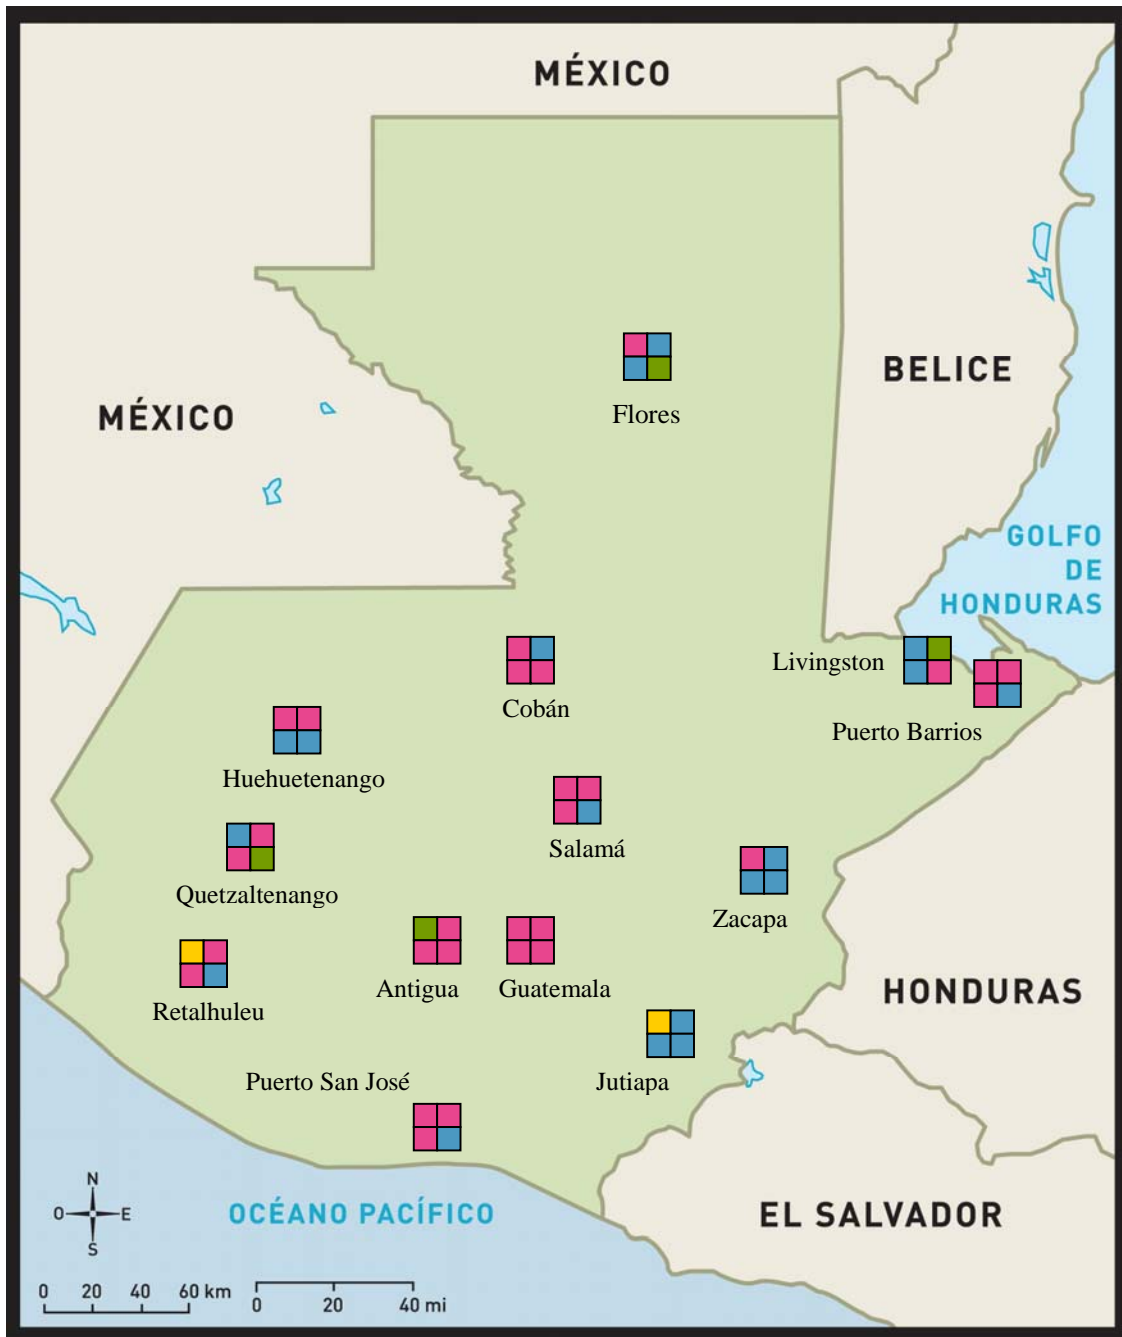 MÉXICO
BELICE
MÉXICO
Flores
GOLFO
DE
HONDURAS
Livingston
Cobán
Puerto Barrios
Huehuetenango
Salamá
Quetzaltenango
Zacapa
Antigua
Guatemala
HONDURAS
Retalhuleu
Puerto San José
Jutiapa
N
O E
S
OCÉANO PACÍFICO
EL SALVADOR
0 20 40 60 km
0 20 40 mi